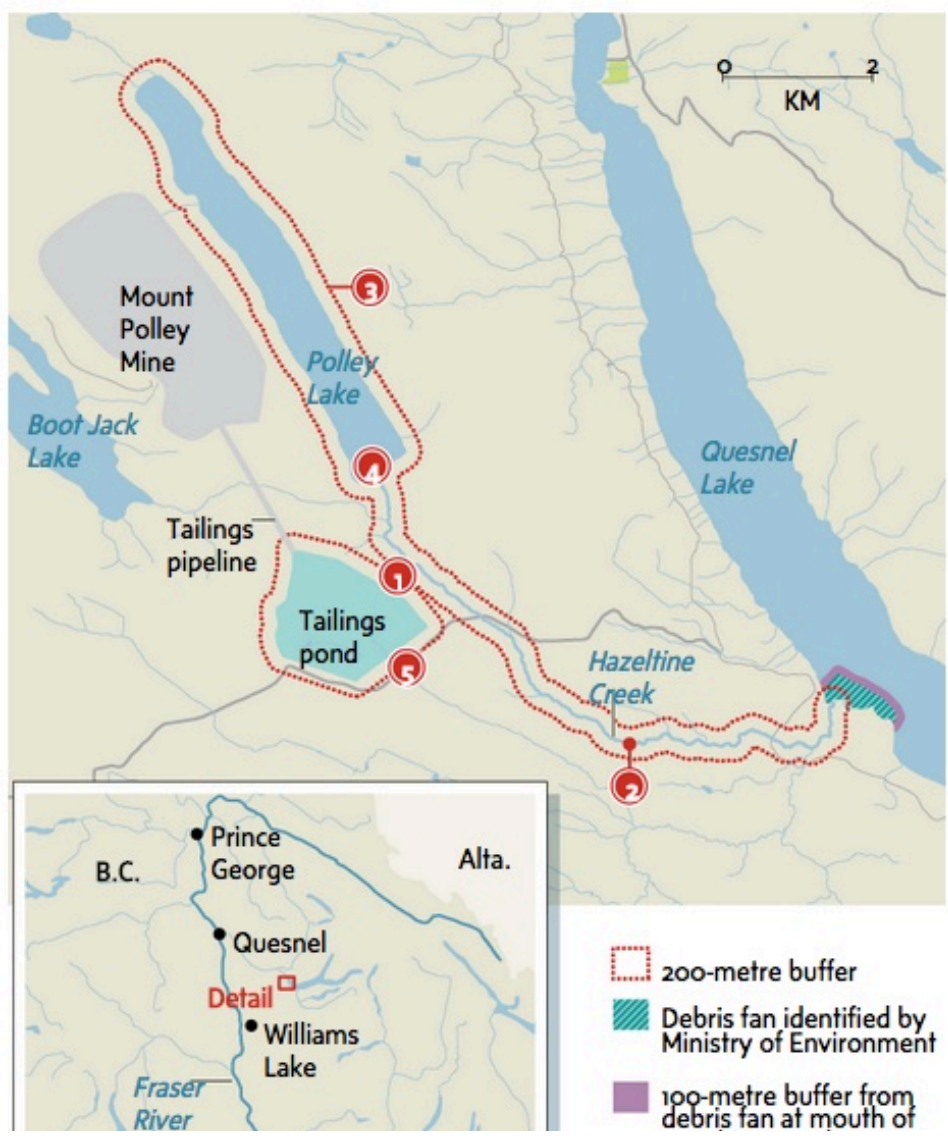 0 2
KM
3
Mount
Polley
Mine
Polley
Lake
Boot Jack
Lake
4
Quesnel
Lake
Tailings
pipeline
1
Tailings
pond
5
Hazeltine
Creek
2
Prince
George
B.C.
Alta.
Quesnel
Detail
Williams
Lake
Fraser
River
200-metre buffer
Debris fan identified by
Ministry of Environment
100-metre buffer from
debris fan at mouth of